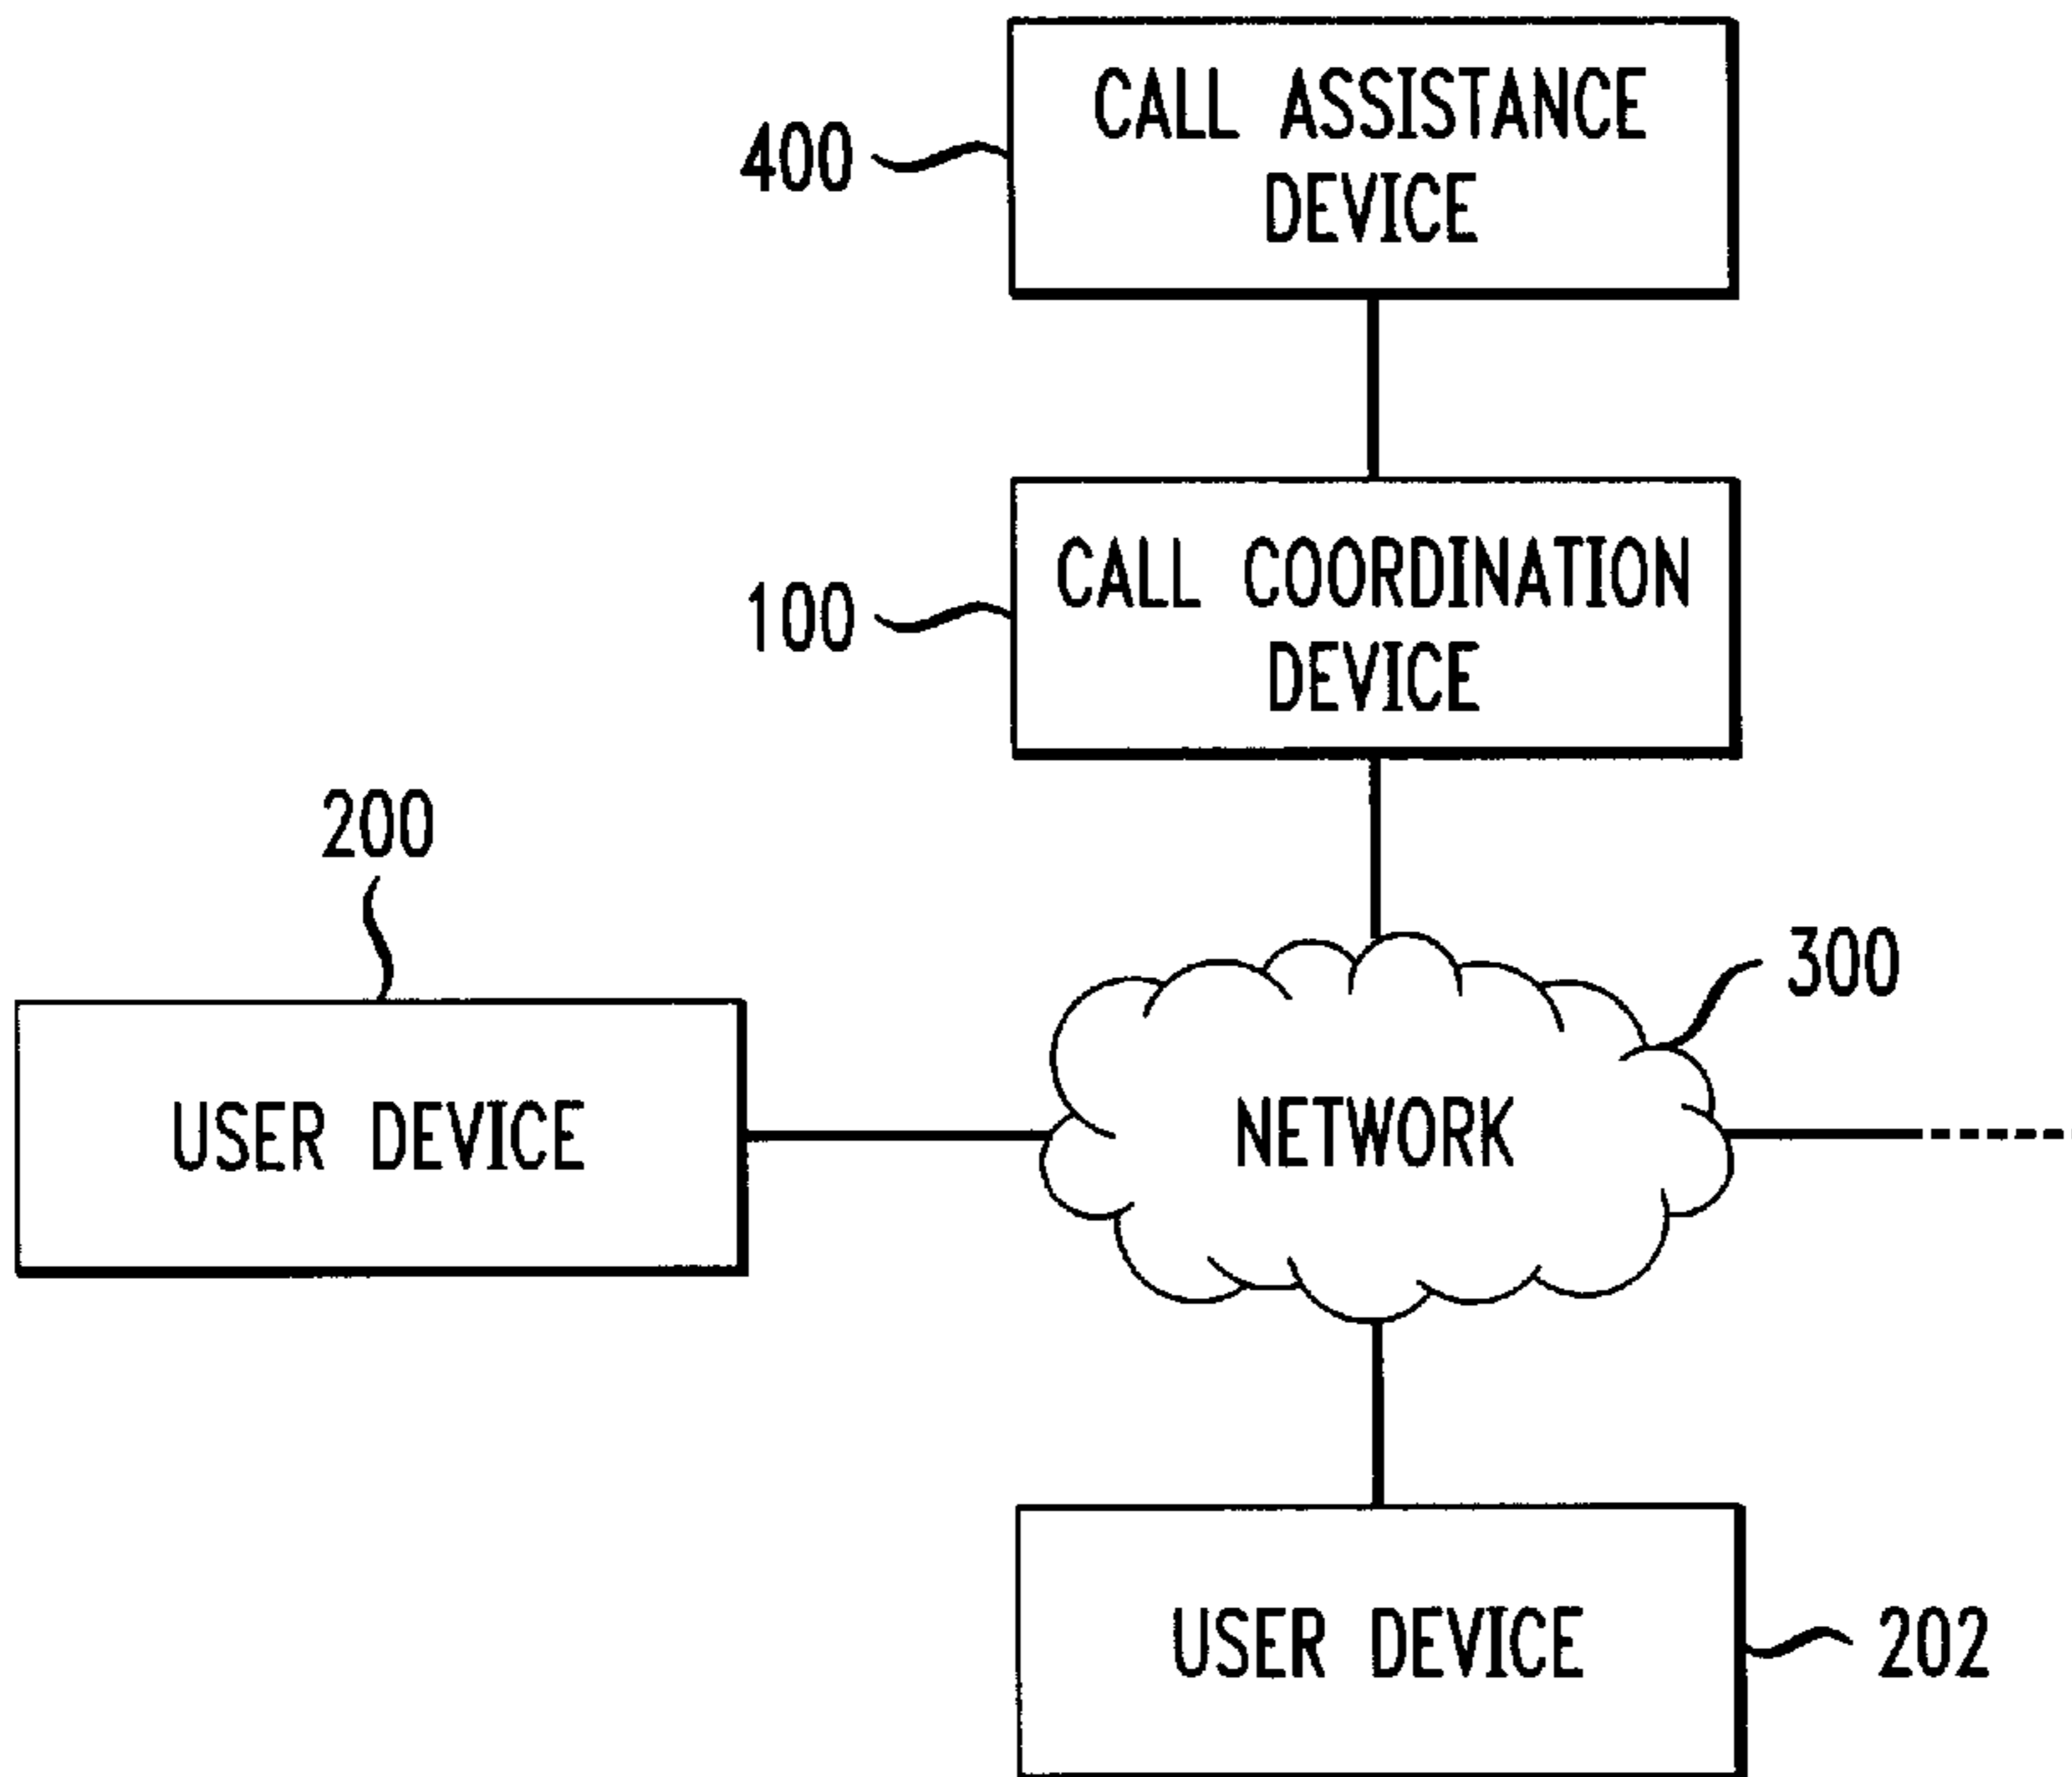 CALL ASSISTANCE
DEVICE
400
CALL COORDINATION
DEVICE
100
200
300
USER DEVICE
NETWORK
USER DEVICE
202